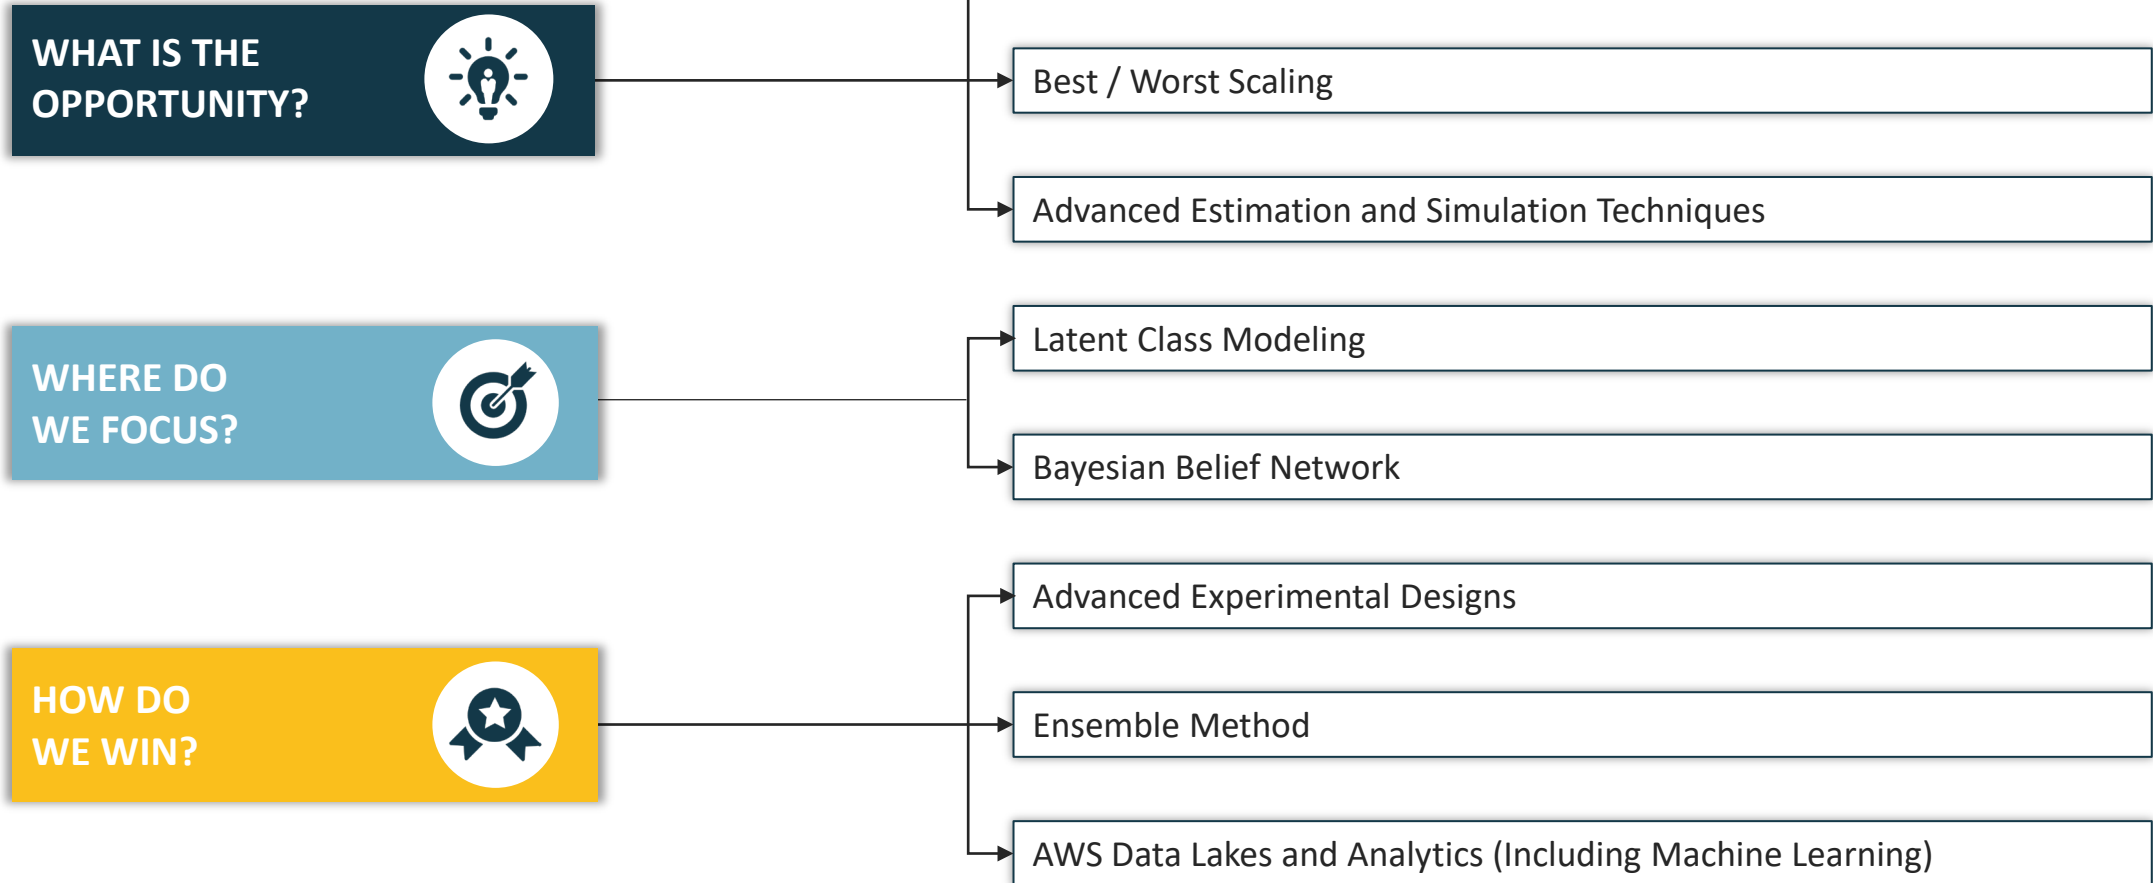 WHAT IS THE
OPPORTUNITY?
Best / Worst Scaling
Advanced Estimation and Simulation Techniques
WHERE DO
WE FOCUS?
Latent Class Modeling
Bayesian Belief Network
HOW DO
WE WIN?
Advanced Experimental Designs
Ensemble Method
AWS Data Lakes and Analytics (Including Machine Learning)